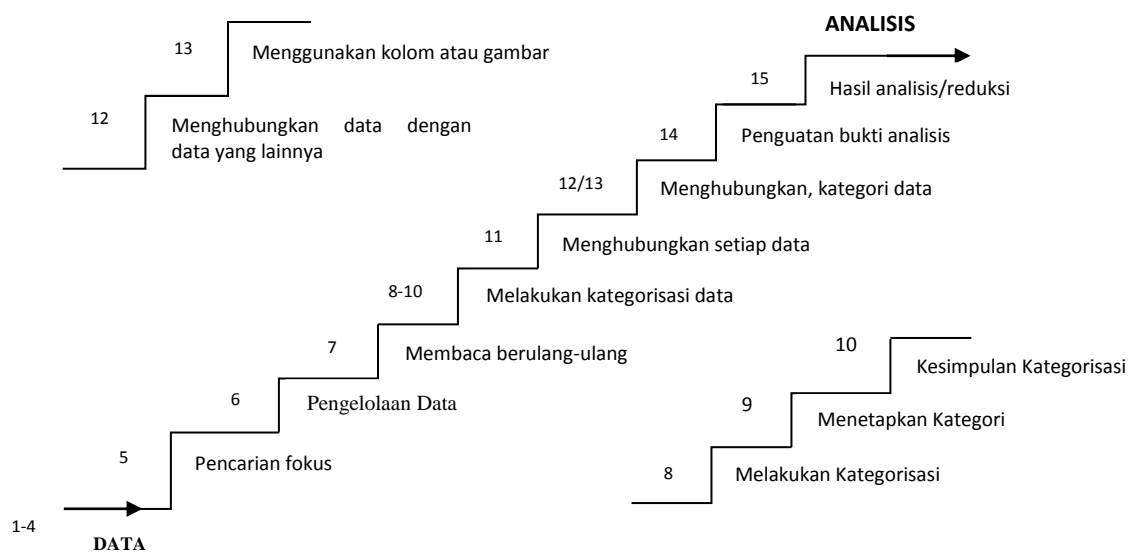 ANALISIS
13
Menggunakan kolom atau gambar
15
Hasil analisis/reduksi
12
Menghubungkan data dengan
data yang lainnya
14
Penguatan bukti analisis
12/13
Menghubungkan, kategori data
11
Menghubungkan setiap data
8-10
Melakukan kategorisasi data
7
Membaca berulang-ulang
10
Kesimpulan Kategorisasi
6
Pengelolaan Data
9
Menetapkan Kategori
5
Pencarian fokus
8
Melakukan Kategorisasi
1-4
DATA